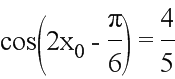 cos(2x₀ - π/6) = 4/5